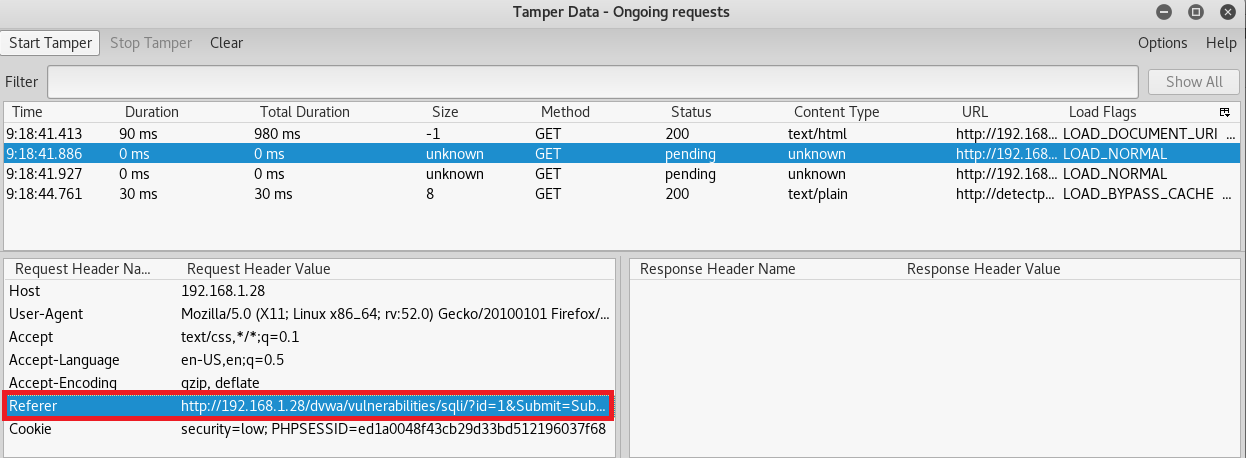 Tamper Data - Ongoing requests
Start Tamper Stop Tamper Clear Options Help
Filter Show All
Time Duration Total Duration Size Method Status Content Type URL Load Flags
9:18:41.413 90 ms 980 ms -1 GET 200 text/html http://192.168... LOAD_DOCUMENT_URI ...
9:18:41.886 0 ms 0 ms unknown GET pending unknown http://192.168... LOAD_NORMAL
9:18:41.927 0 ms 0 ms unknown GET pending unknown http://192.168... LOAD_NORMAL
9:18:44.761 30 ms 30 ms 8 GET 200 text/plain http://detectp... LOAD_BYPASS_CACHE ...
Request Header Na... Request Header Value Response Header Name Response Header Value
Host 192.168.1.28
User-Agent Mozilla/5.0 (X11; Linux x86_64; rv:52.0) Gecko/20100101 Firefox/...
Accept text/css,*/*;q=0.1
Accept-Language en-US,en;q=0.5
Accept-Encoding gzip, deflate
Referer http://192.168.1.28/dvwa/vulnerabilities/sqli/?id=1&Submit=Sub...
Cookie security=low; PHPSESSID=ed1a0048f43cb29d33bd512196037f68